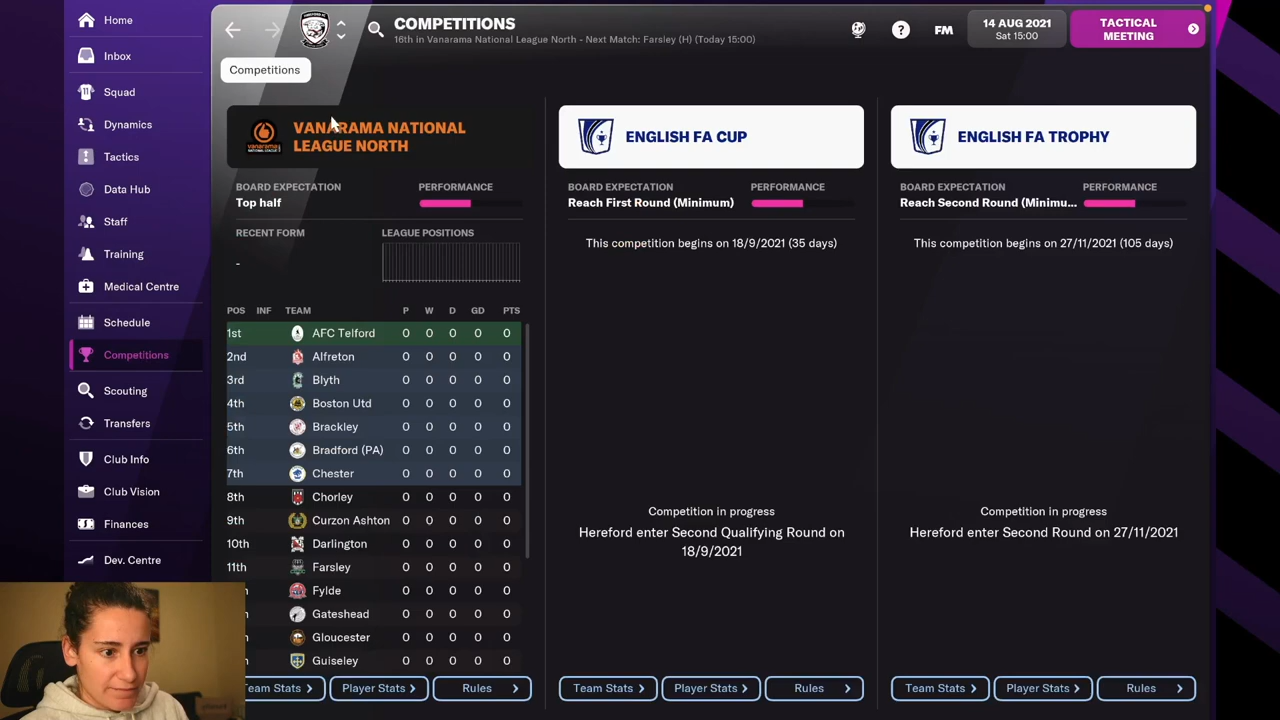 Home
Inbox
Squad
Dynamics
Tactics
Data Hub
Staff
Training
Medical Centre
Schedule
Competitions
Scouting
Transfers
Club Info
Club Vision
Finances
Dev. Centre
COMPETITIONS
16th in Vanarama National League North - Next Match: Farsley (H) (Today 15:00)
?
FM
14 AUG 2021
Sat 15:00
TACTICAL
MEETING
Competitions
VANARAMA NATIONAL
LEAGUE NORTH
BOARD EXPECTATION PERFORMANCE
Top half
RECENT FORM LEAGUE POSITIONS
-
POS INF TEAM P W D GD PTS
1st AFC Telford 0 0 0 0 0
2nd Alfreton 0 0 0 0 0
3rd Blyth 0 0 0 0 0
4th Boston Utd 0 0 0 0 0
5th Brackley 0 0 0 0 0
6th Bradford (PA) 0 0 0 0 0
7th Chester 0 0 0 0 0
8th Chorley 0 0 0 0 0
9th Curzon Ashton 0 0 0 0 0
10th Darlington 0 0 0 0 0
11th Farsley 0 0 0 0 0
Fylde 0 0 0 0 0
Gateshead 0 0 0 0 0
Gloucester 0 0 0 0 0
Guiseley 0 0 0 0 0
Team Stats Player Stats Rules
ENGLISH FA CUP
BOARD EXPECTATION PERFORMANCE
Reach First Round (Minimum)
This competition begins on 18/9/2021 (35 days)
Competition in progress
Hereford enter Second Qualifying Round on
18/9/2021
Team Stats Player Stats Rules
ENGLISH FA TROPHY
BOARD EXPECTATION PERFORMANCE
Reach Second Round (Minimu...
This competition begins on 27/11/2021 (105 days)
Competition in progress
Hereford enter Second Round on 27/11/2021
Team Stats Player Stats Rules